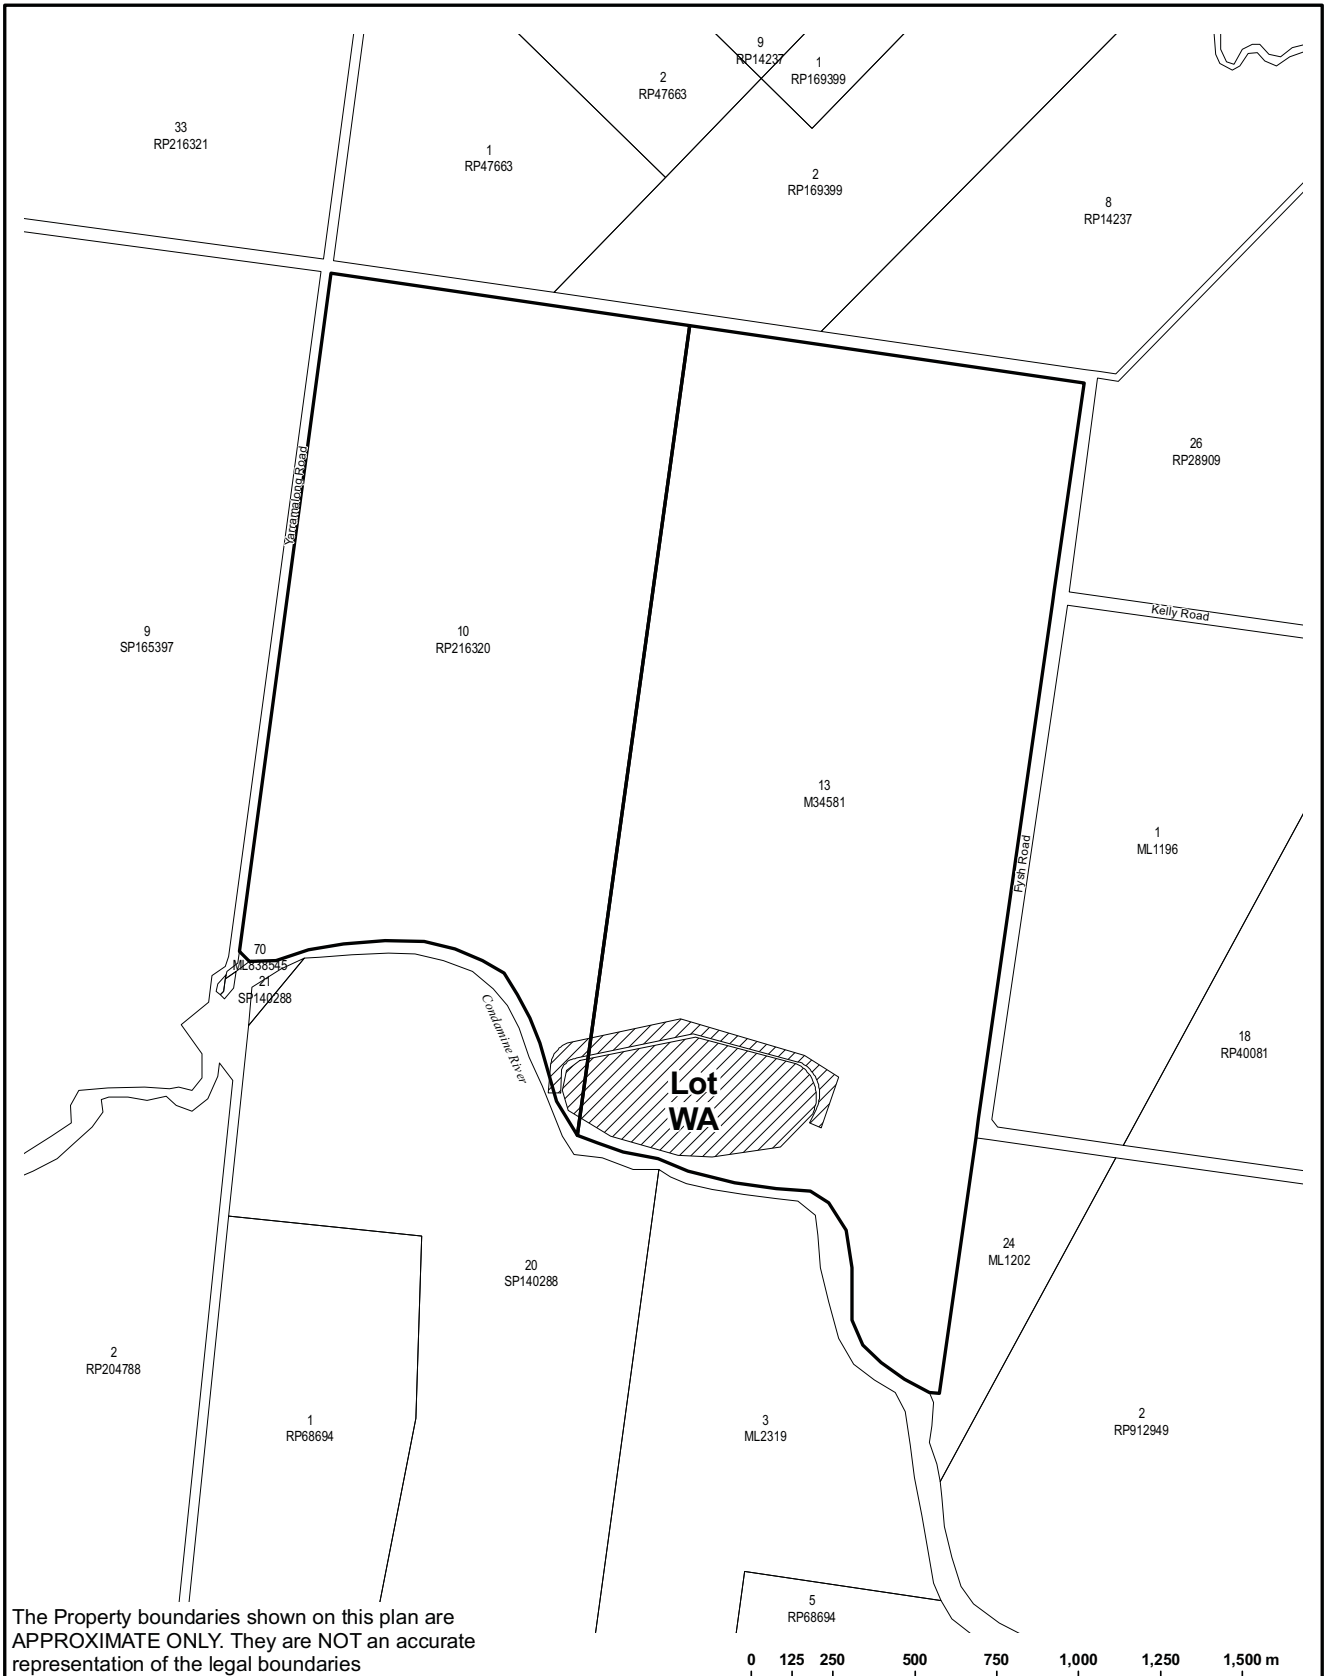 9
RP14237
1
RP169399
2
RP47663
33
RP216321
1
RP47663
2
RP169399
8
RP14237
26
RP28909
Yarramalong Road
Kelly Road
9
SP165397
10
RP216320
13
M34581
1
ML1196
Fysh Road
70
ML838545
21
SP140288
Condamine River
18
RP40081
Lot
WA
24
ML1202
20
SP140288
2
RP204788
1
RP68694
3
ML2319
2
RP912949
5
RP68694
The Property boundaries shown on this plan are
APPROXIMATE ONLY. They are NOT an accurate
representation of the legal boundaries
0 125 250 500 750 1,000 1,250 1,500 m